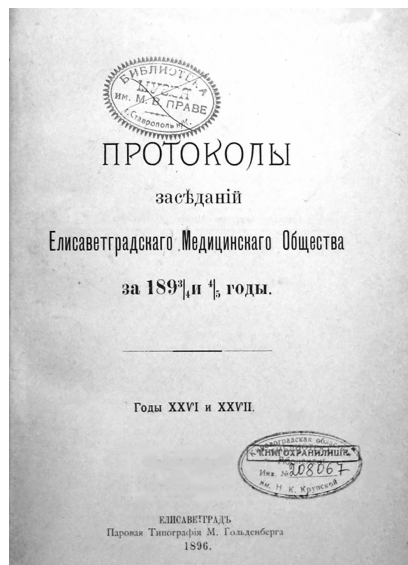 БИБЛИОТЕКА
МУЗЕЯ
им. М. В. ПРАВЕ
г. Ставрополь
ПРОТОКОЛЫ
засѣданій
Елисаветградскаго Медицинскаго Общества
за 189³/₄ и ⁴/₅ годы.
Годы XXVI и XXVII.
КНИГОХРАНИЛИЩЕ
Инв. № 208067
им. Н. К. Крупской
ЕЛИСАВЕТГРАДЪ
Паровая Типографія М. Гольденберга
1896.